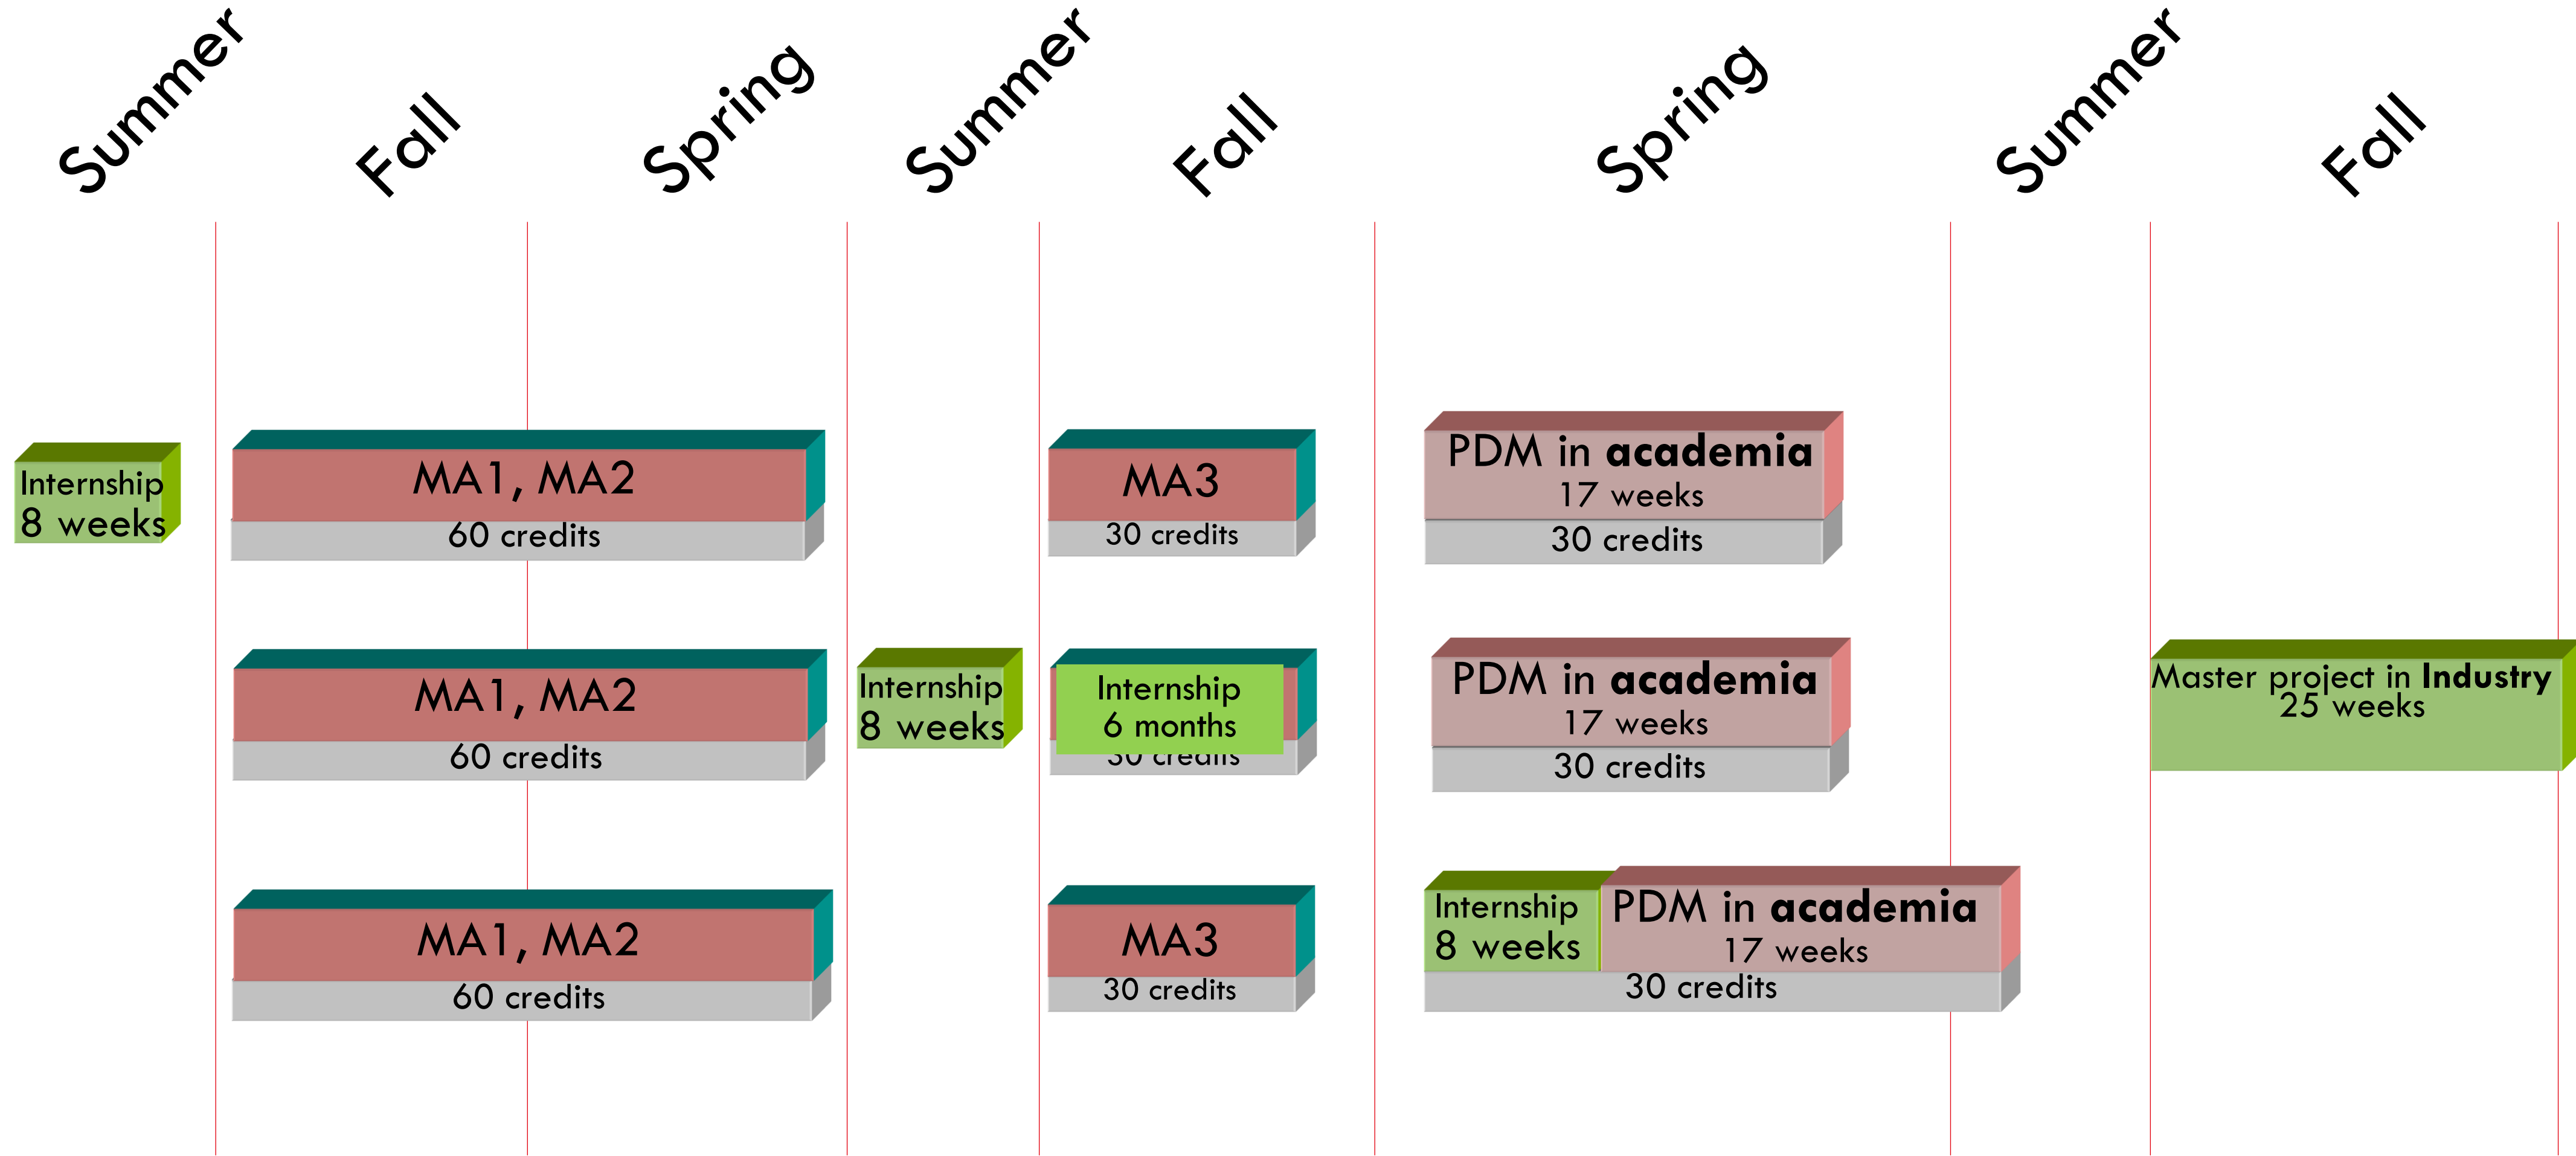 Summer
Fall
Spring
Summer
Fall
Spring
Summer
Fall
Internship
8 weeks
MA1, MA2
60 credits
MA3
30 credits
PDM in academia
17 weeks
30 credits
MA1, MA2
60 credits
Internship
8 weeks
Internship
6 months
30 credits
PDM in academia
17 weeks
30 credits
Master project in Industry
25 weeks
MA1, MA2
60 credits
MA3
30 credits
Internship
8 weeks
PDM in academia
17 weeks
30 credits